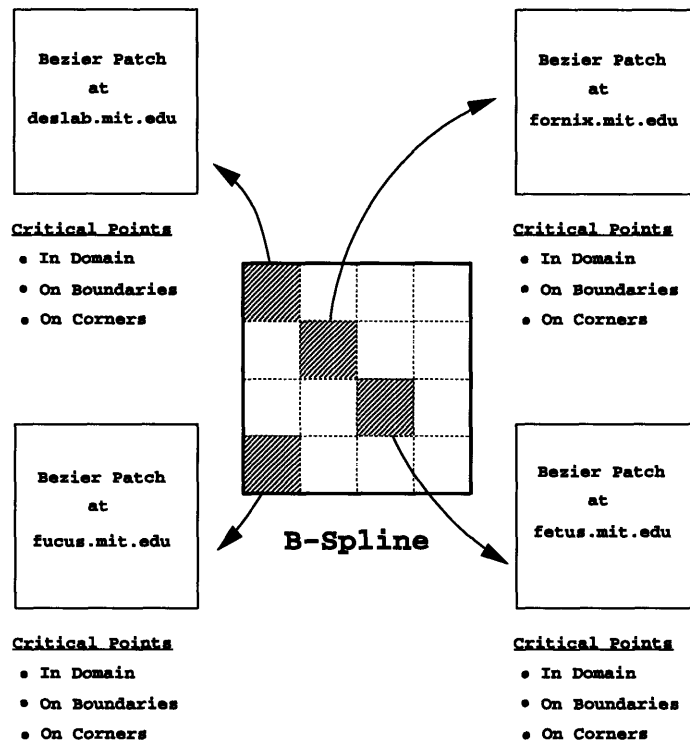 Bezier Patch
at
deslab.mit.edu
Critical Points
• In Domain
• On Boundaries
• On Corners
Bezier Patch
at
fornix.mit.edu
Critical Points
• In Domain
• On Boundaries
• On Corners
B-Spline
Bezier Patch
at
fucus.mit.edu
Critical Points
• In Domain
• On Boundaries
• On Corners
Bezier Patch
at
fetus.mit.edu
Critical Points
• In Domain
• On Boundaries
• On Corners